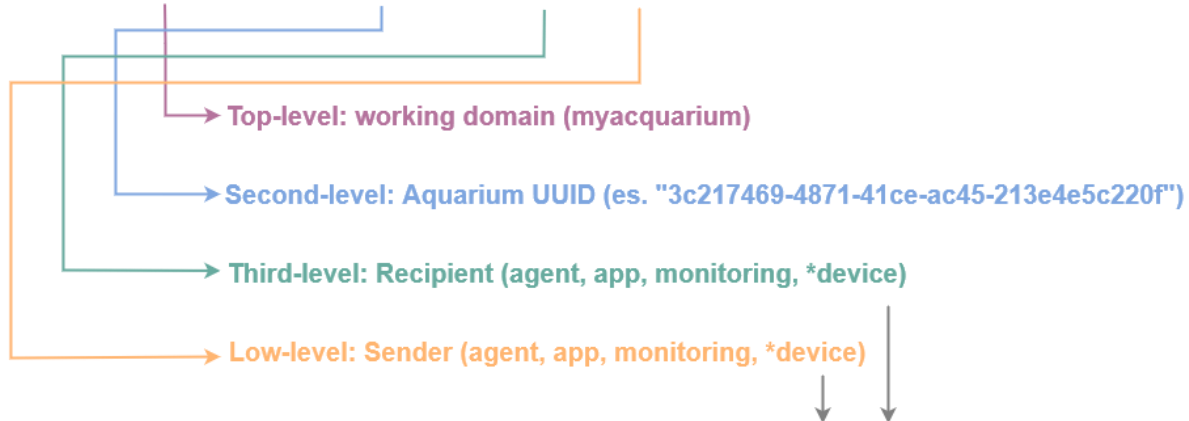 Top-level: working domain (myacquarium)
Second-level: Aquarium UUID (es. "3c217469-4871-41ce-ac45-213e4e5c220f")
Third-level: Recipient (agent, app, monitoring, *device)
Low-level: Sender (agent, app, monitoring, *device)